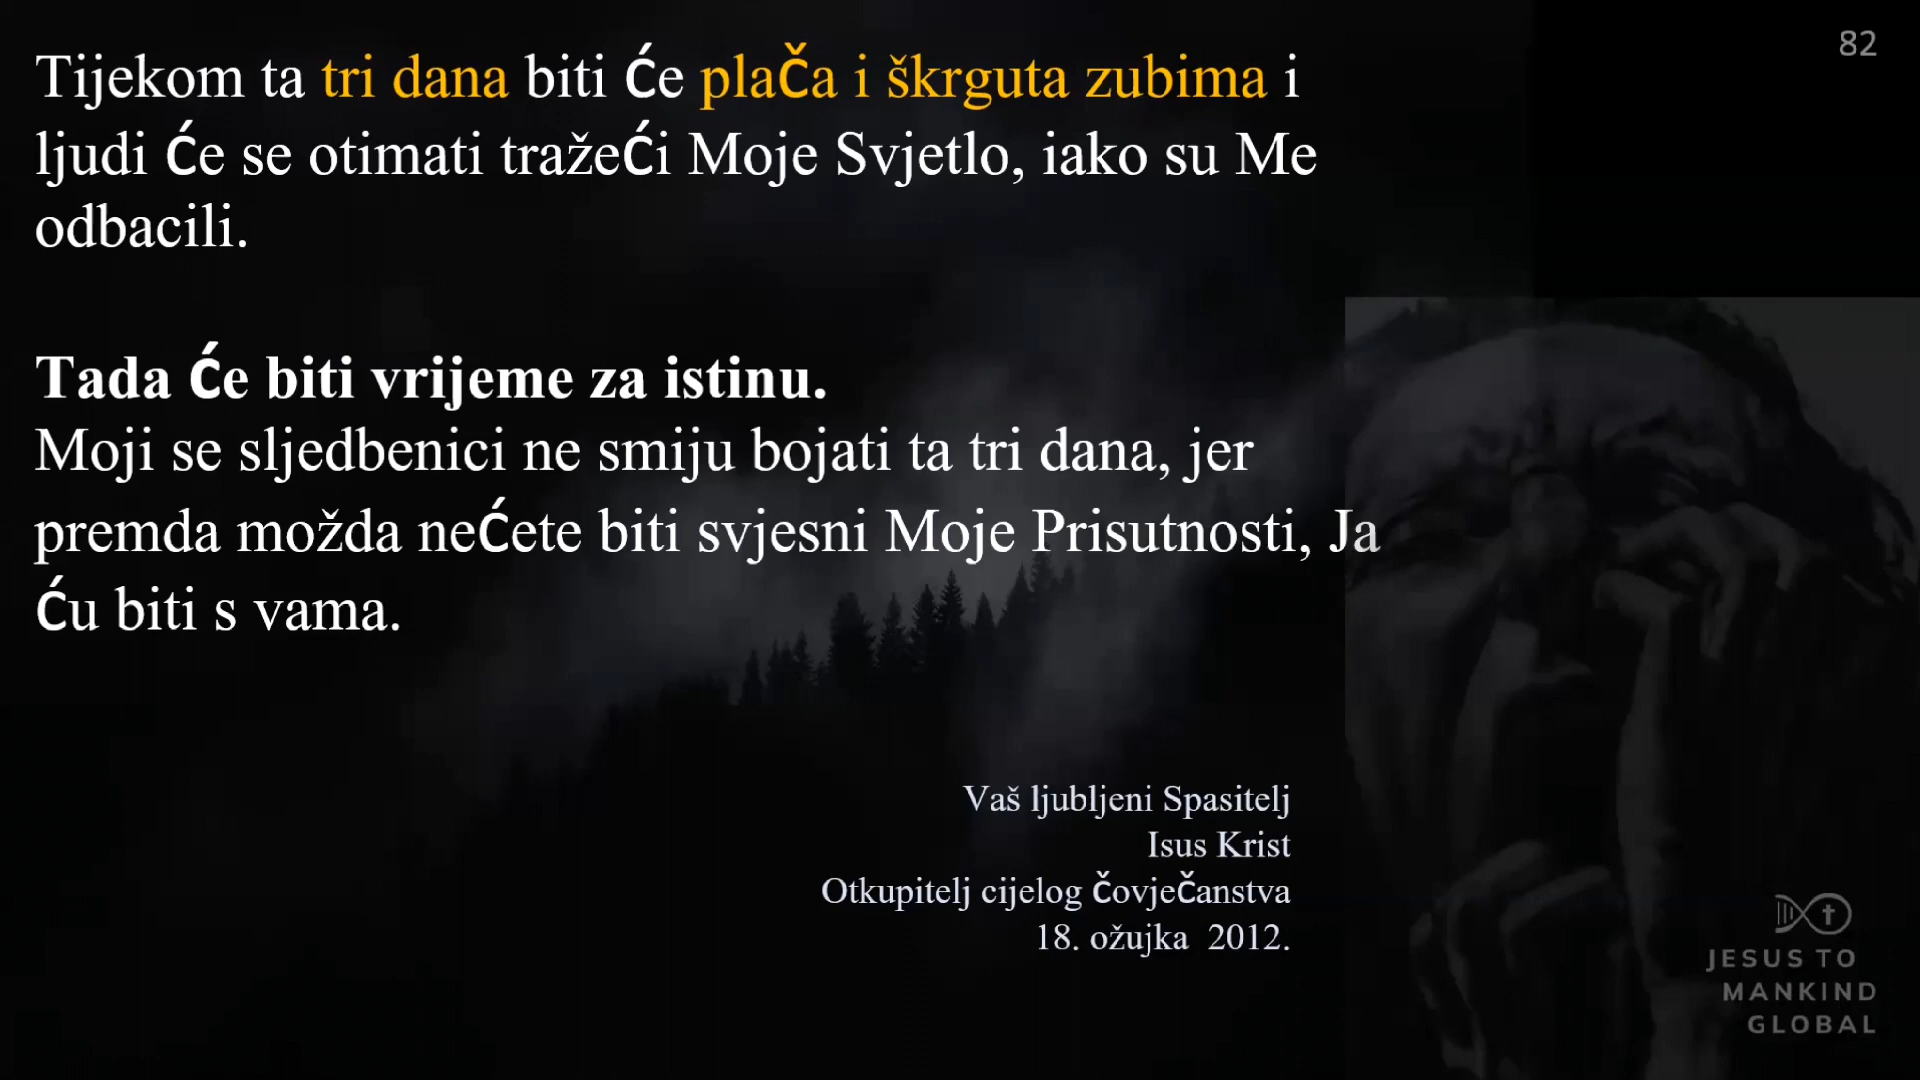 82
Tijekom ta tri dana biti Će plaČa i škrguta zubima i
ljudi Će se otimati tražeĆi Moje Svjetlo, iako su Me
odbacili.
Tada Će biti vrijeme za istinu.
Moji se sljedbenici ne smiju bojati ta tri dana, jer
premda možda neĆete biti svjesni Moje Prisutnosti, Ja
Ću biti s vama.
Vaš ljubljeni Spasitelj
Isus Krist
Otkupitelj cijelog ČovjeČanstva
18. ožujka  2012.
JESUS TO
MANKIND
GLOBAL